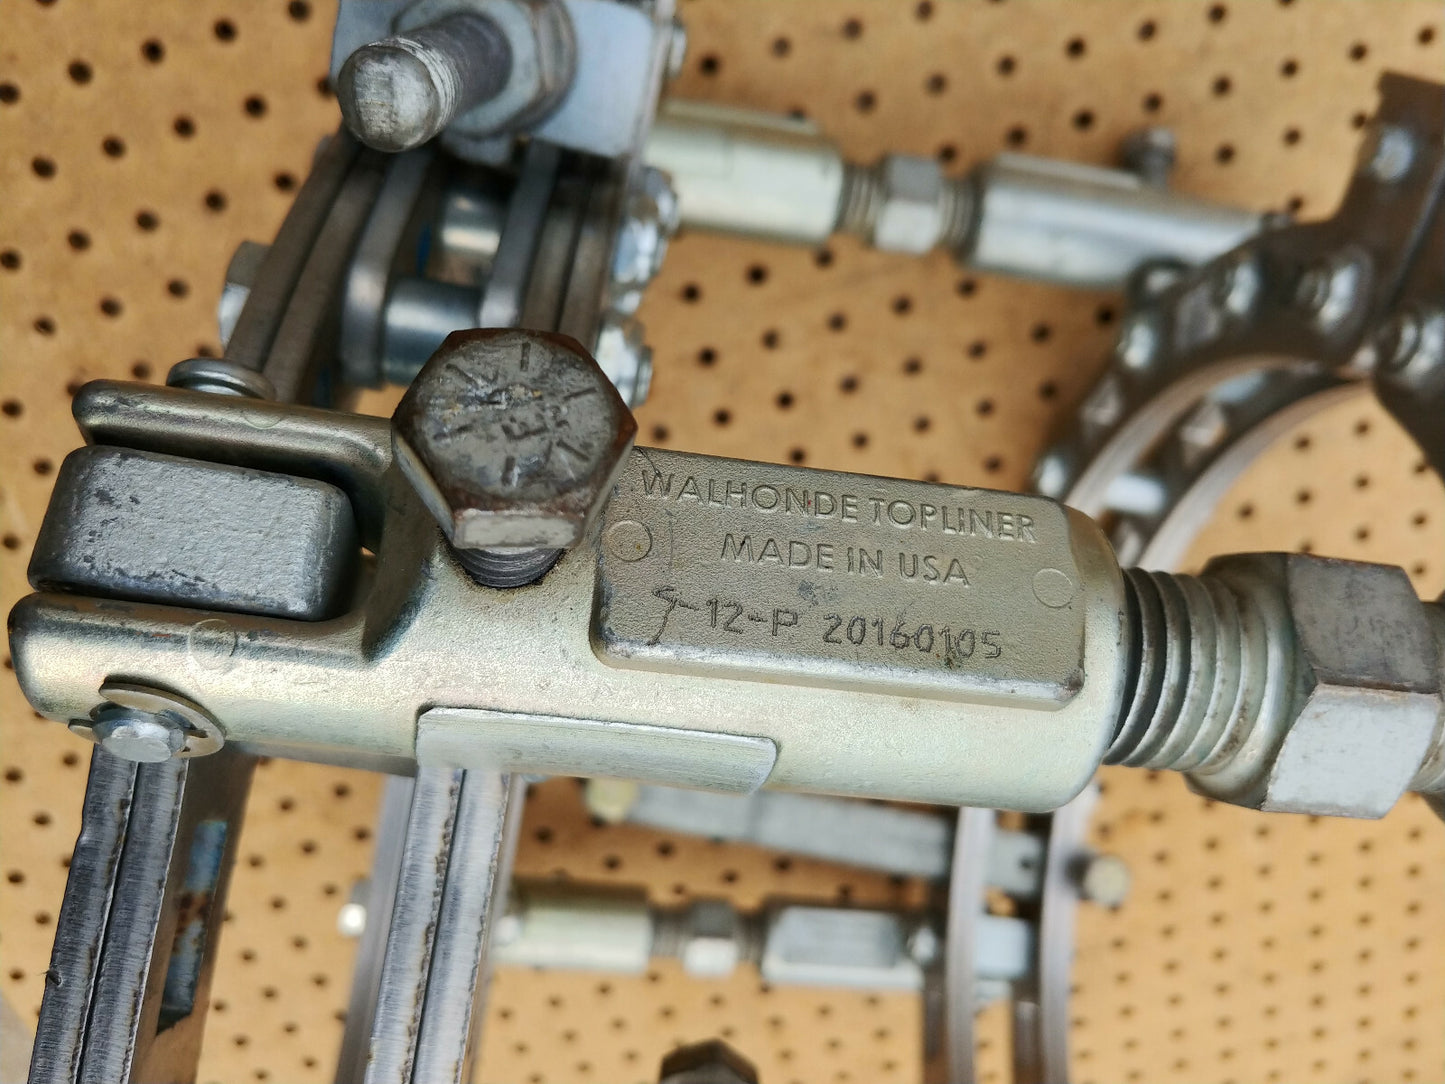 WALHONDE TOPLINER
MADE IN USA
-12-P 20160105
E